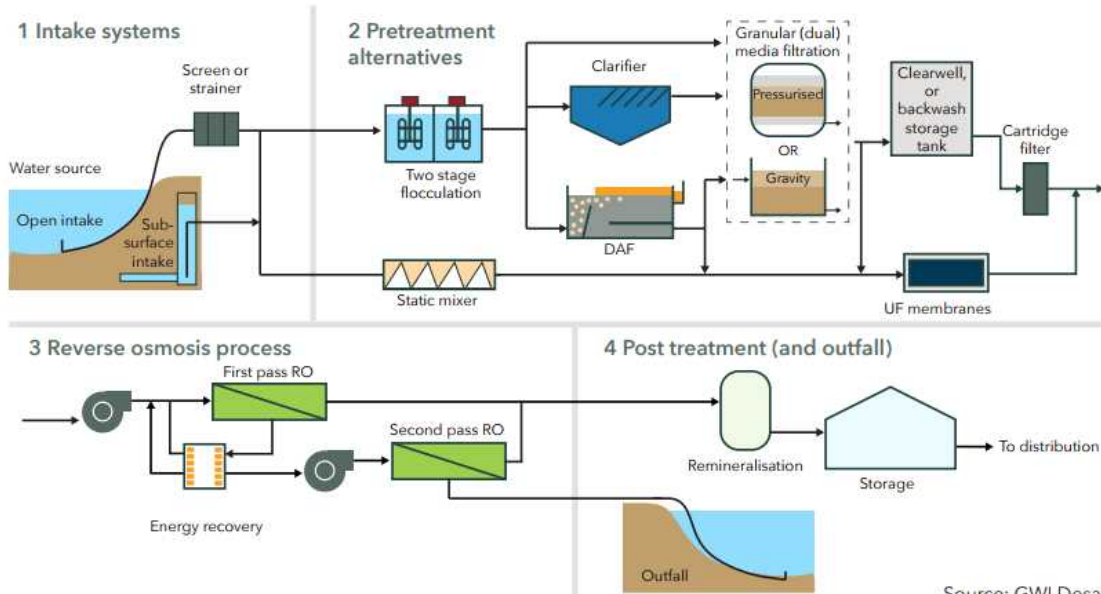 1 Intake systems
Screen or
strainer
Water source
Open intake
Sub-
surface
intake
2 Pretreatment
alternatives
Two stage
flocculation
Clarifier
DAF
Static mixer
Granular (dual)
media filtration
Pressurised
OR
Gravity
Clearwell,
or
backwash
storage
tank
Cartridge
filter
UF membranes
3 Reverse osmosis process
First pass RO
Second pass RO
Energy recovery
4 Post treatment (and outfall)
Remineralisation
Storage
To distribution
Outfall
Source: GWI Desa